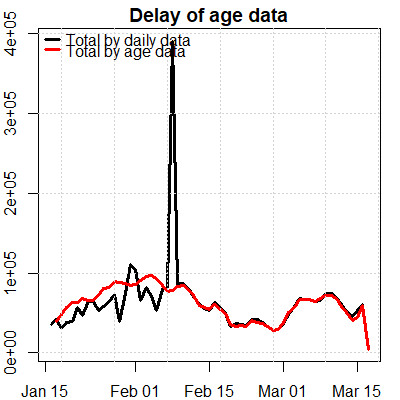 Delay of age data
Total by daily data
Total by age data
4e+05
3e+05
2e+05
1e+05
0e+00
Jan 15 Feb 01 Feb 15 Mar 01 Mar 15